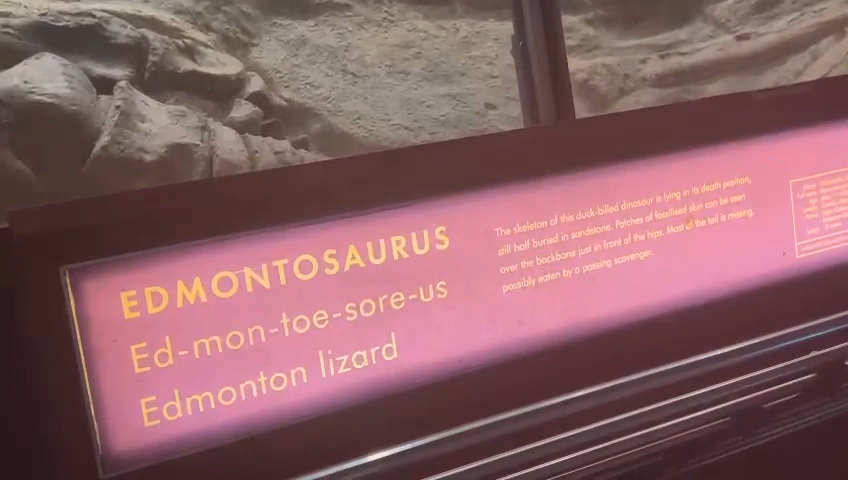 EDMONTOSAURUS
Ed-mon-toe-sore-us
Edmonton lizard
The skeleton of this duck-billed dinosaur is lying in its death position,
still half buried in sandstone. Patches of fossilised skin can be seen
over the backbone just in front of the hips. Most of the tail is missing,
possibly eaten by a passing scavenger.